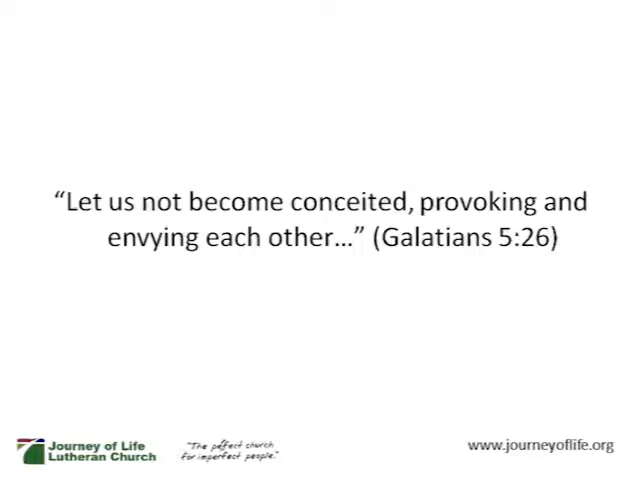 “Let us not become conceited, provoking and
envying each other…” (Galatians 5:26)
Journey of Life
Lutheran Church
"The perfect church
for imperfect people."
www.journeyoflife.org